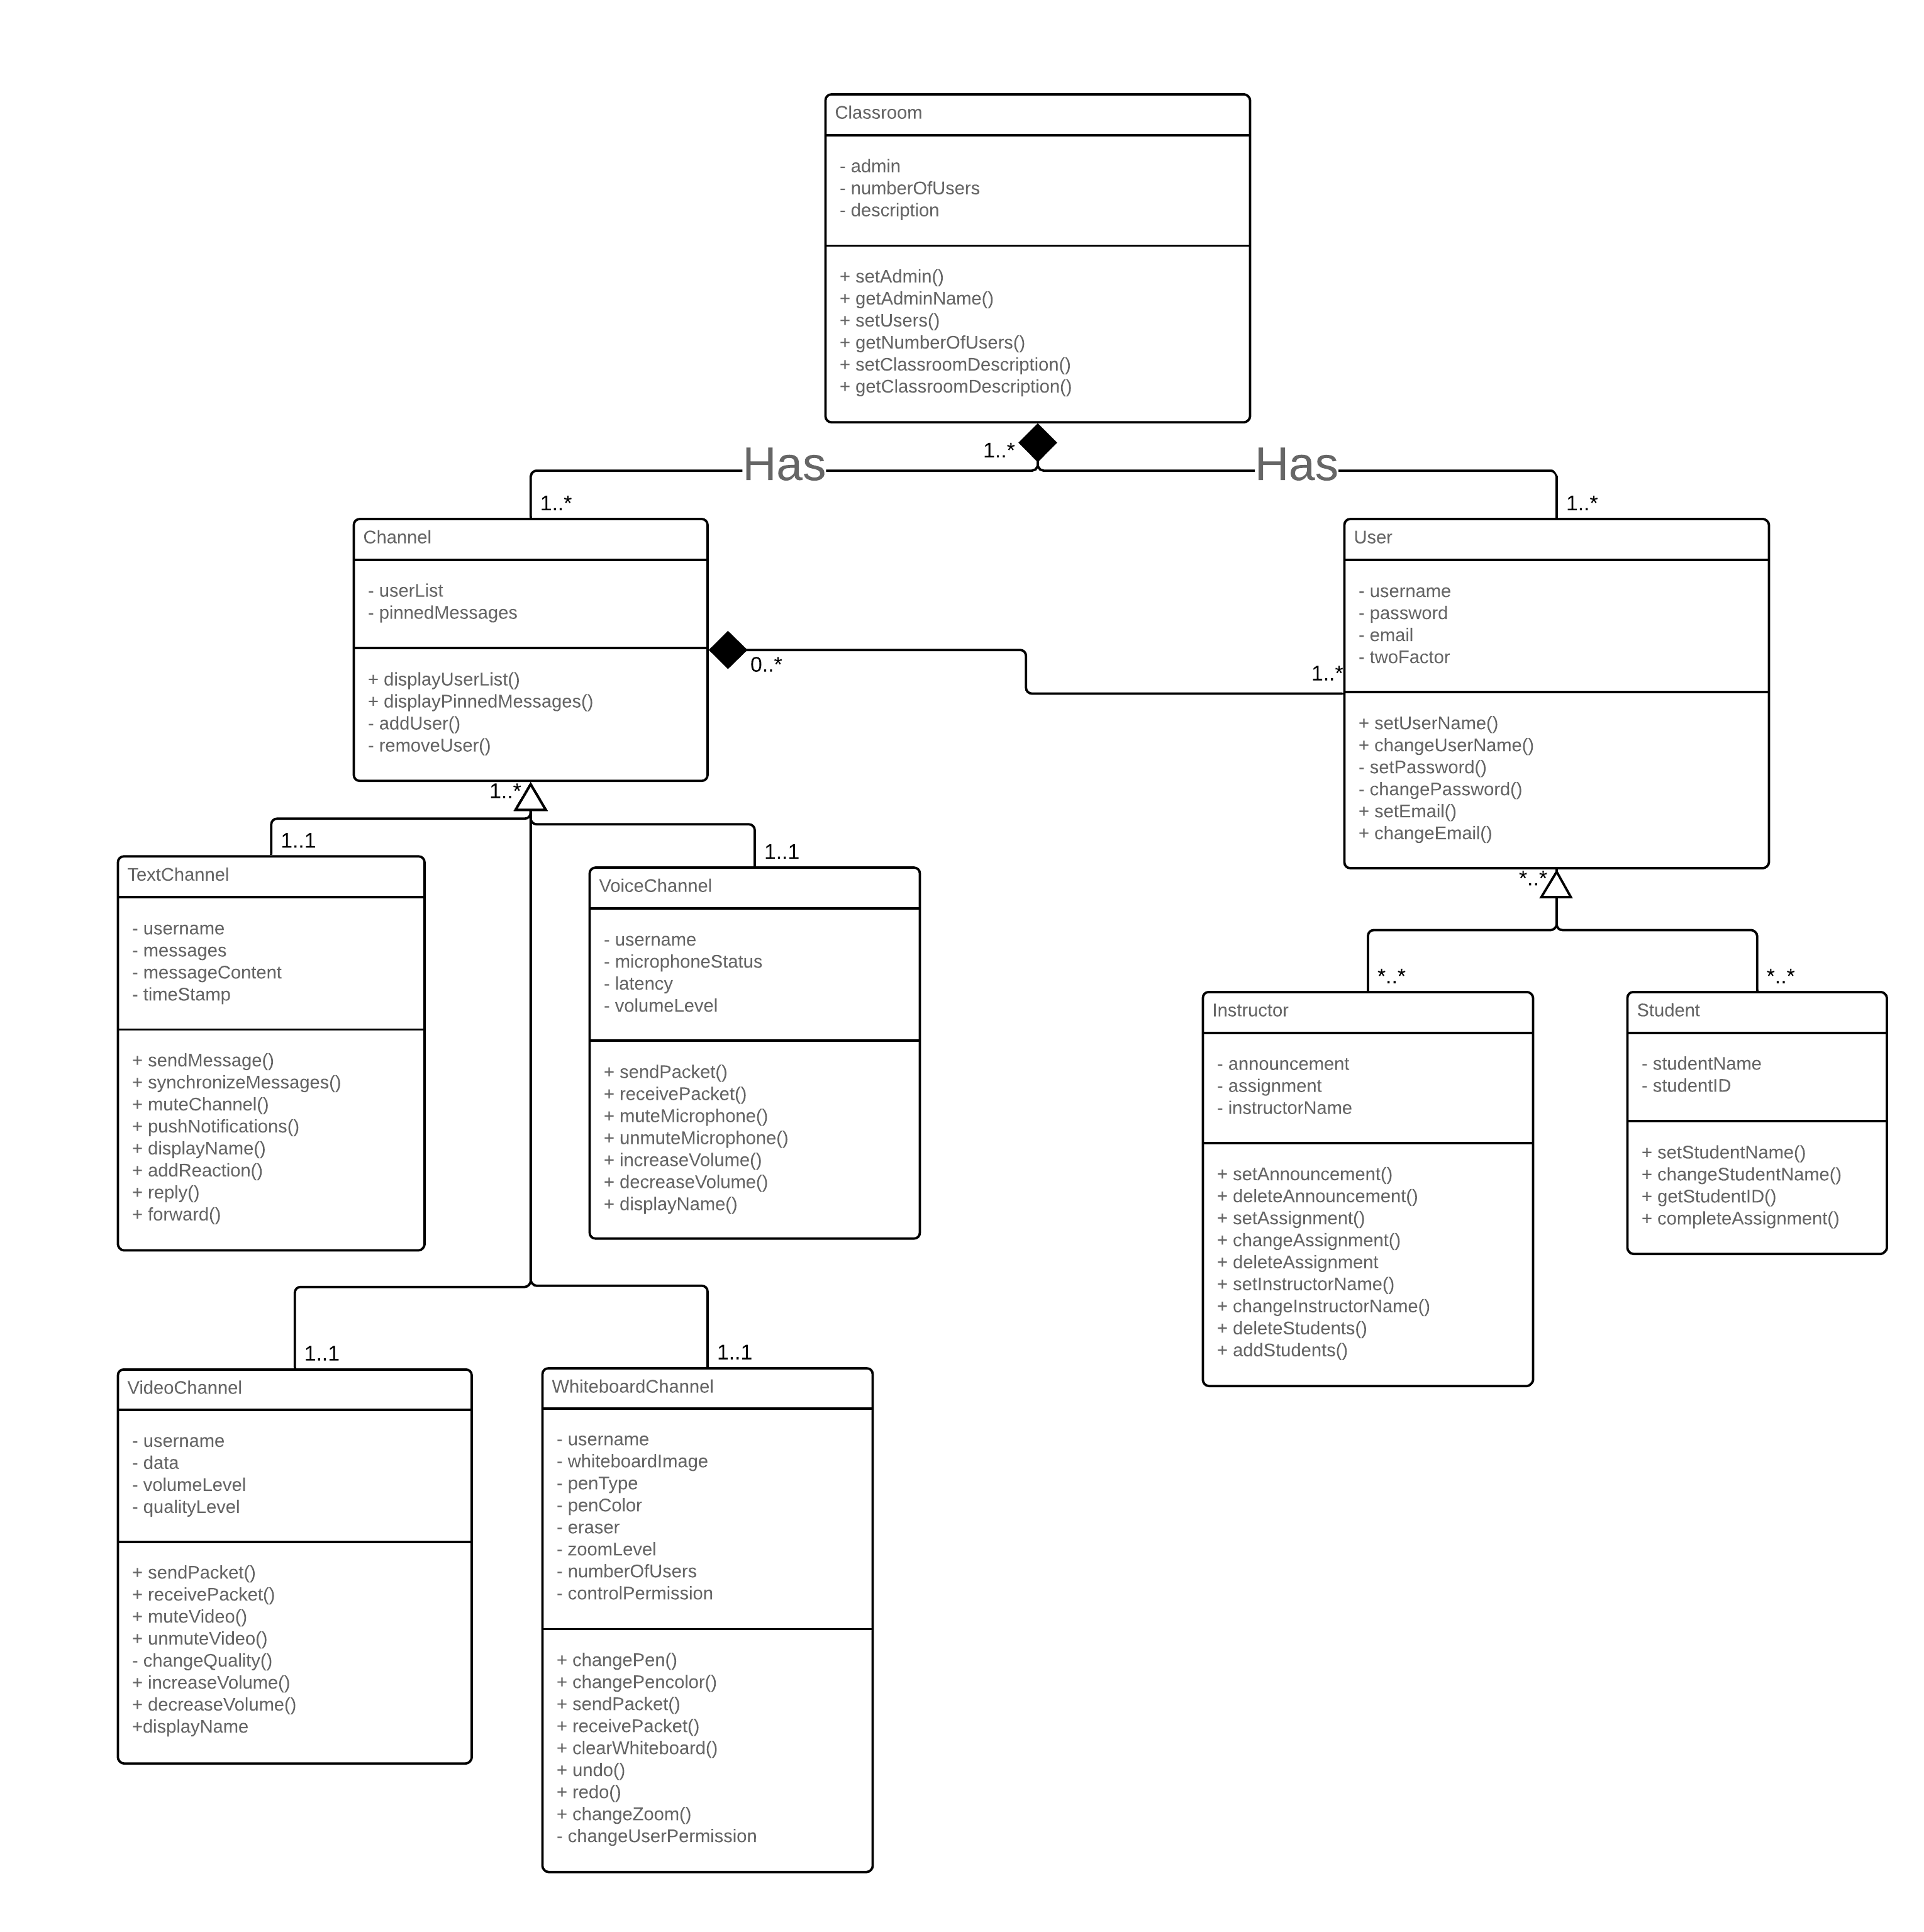 Classroom
- admin
- numberOfUsers
- description
+ setAdmin()
+ getAdminName()
+ setUsers()
+ getNumberOfUsers()
+ setClassroomDescription()
+ getClassroomDescription()
1..*
Has
Has
1..*
1..*
Channel
- userList
- pinnedMessages
+ displayUserList()
+ displayPinnedMessages()
- addUser()
- removeUser()
0..*
1..*
User
- username
- password
- email
- twoFactor
+ setUserName()
+ changeUserName()
- setPassword()
- changePassword()
+ setEmail()
+ changeEmail()
1..*
1..1
1..1
TextChannel
- username
- messages
- messageContent
- timeStamp
+ sendMessage()
+ synchronizeMessages()
+ muteChannel()
+ pushNotifications()
+ displayName()
+ addReaction()
+ reply()
+ forward()
VoiceChannel
- username
- microphoneStatus
- latency
- volumeLevel
+ sendPacket()
+ receivePacket()
+ muteMicrophone()
+ unmuteMicrophone()
+ increaseVolume()
+ decreaseVolume()
+ displayName()
*..*
*..*
*..*
Instructor
- announcement
- assignment
- instructorName
+ setAnnouncement()
+ deleteAnnouncement()
+ setAssignment()
+ changeAssignment()
+ deleteAssignment
+ setInstructorName()
+ changeInstructorName()
+ deleteStudents()
+ addStudents()
Student
- studentName
- studentID
+ setStudentName()
+ changeStudentName()
+ getStudentID()
+ completeAssignment()
1..1
1..1
VideoChannel
- username
- data
- volumeLevel
- qualityLevel
+ sendPacket()
+ receivePacket()
+ muteVideo()
+ unmuteVideo()
- changeQuality()
+ increaseVolume()
+ decreaseVolume()
+displayName
WhiteboardChannel
- username
- whiteboardImage
- penType
- penColor
- eraser
- zoomLevel
- numberOfUsers
- controlPermission
+ changePen()
+ changePencolor()
+ sendPacket()
+ receivePacket()
+ clearWhiteboard()
+ undo()
+ redo()
+ changeZoom()
- changeUserPermission